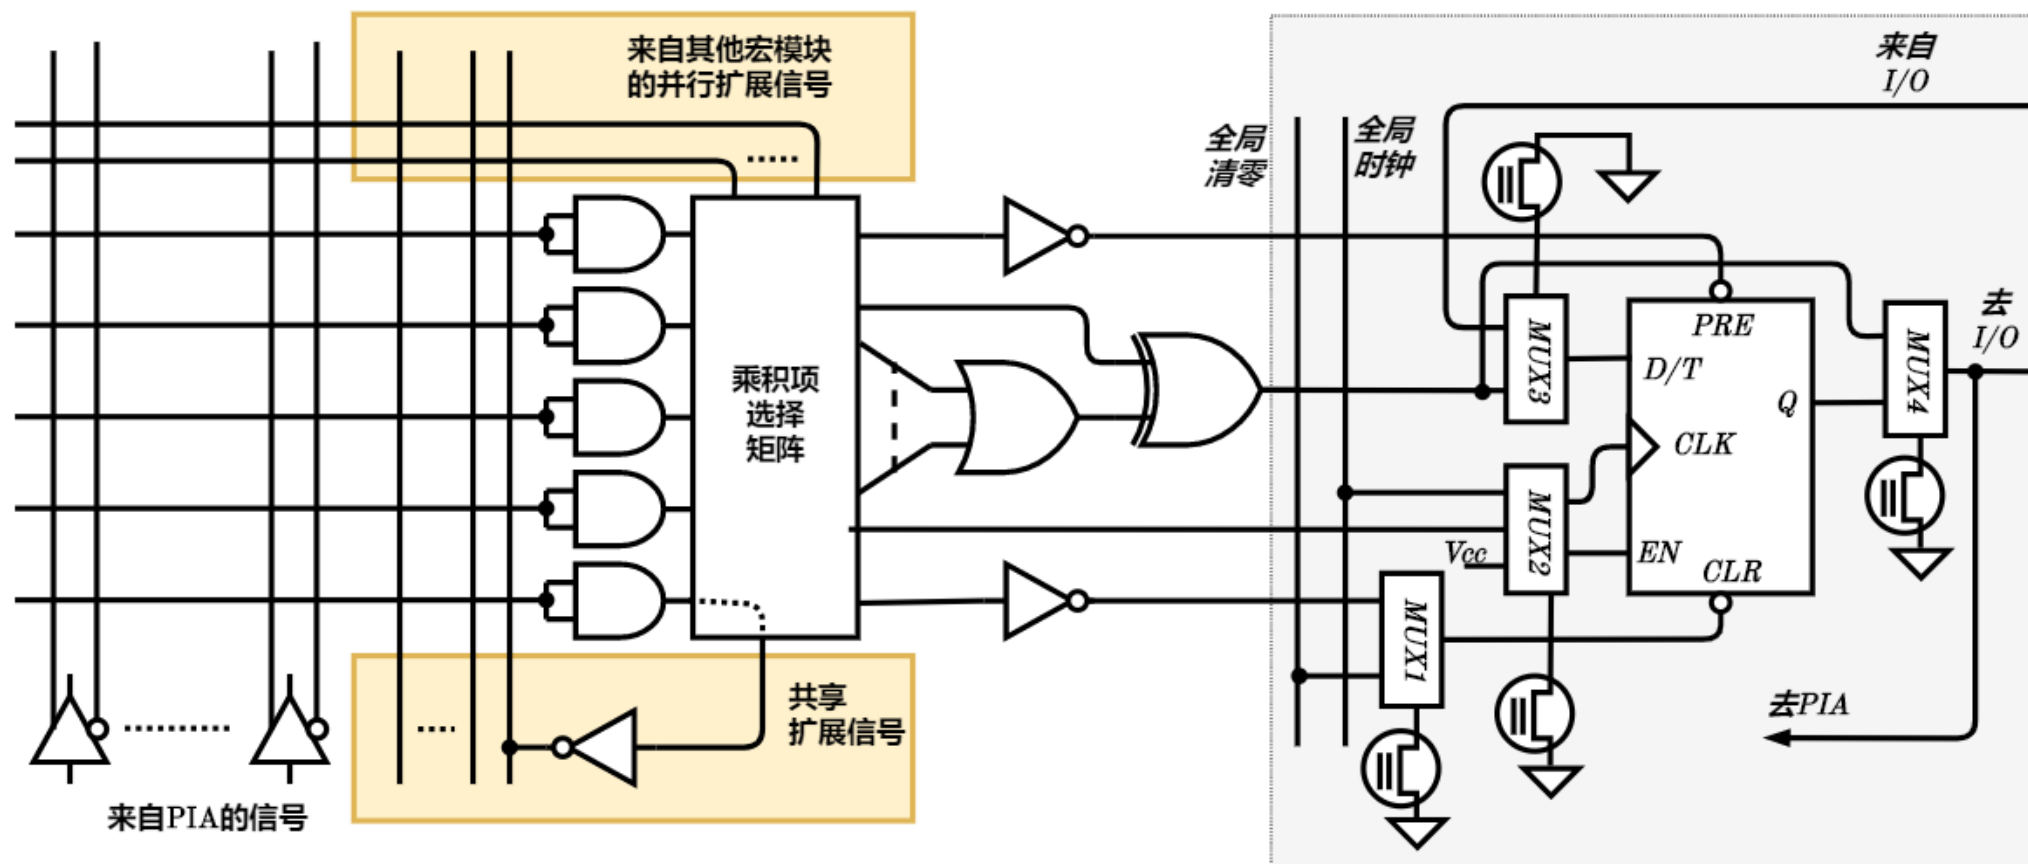 来自其他宏模块
的并行扩展信号
来自
I/O
全局
清零
全局
时钟
乘积项
选择
矩阵
MUX3
PRE
D/T
Q
CLK
EN
CLR
MUX4
去
I/O
MUX2
Vcc
MUX1
共享
扩展信号
去PIA
来自PIA的信号